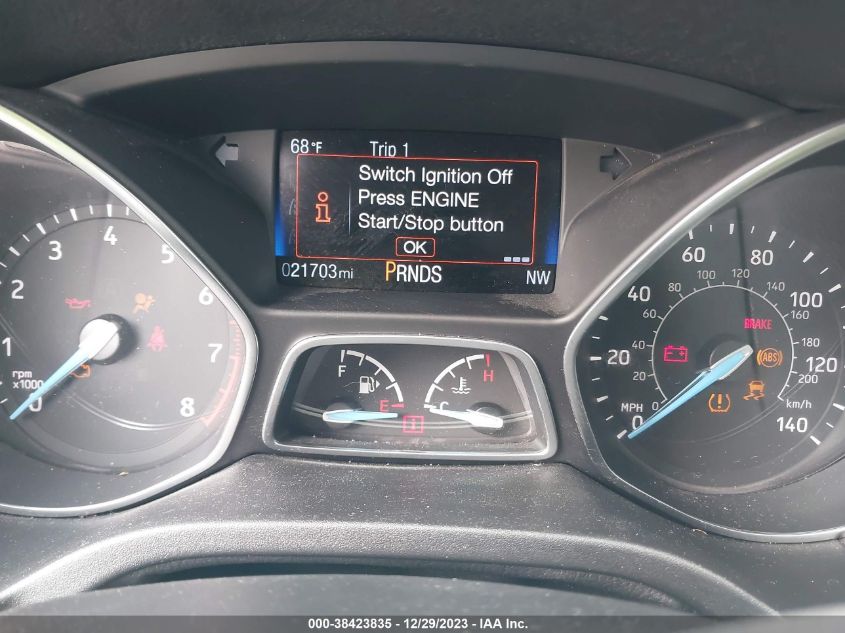 68°F Trip 1
Switch Ignition Off
Press ENGINE
Start/Stop button
OK
021703mi PRNDS NW
0 1 2 3 4 5 6 7 8
rpm
x1000
F
E
H
C
0 20 40 60 80 100 120 140
0 20 40 60 80 100 120 140 160 180 200
MPH
km/h
BRAKE
ABS
000-38423835 / 12/29/2023 - IAA Inc.